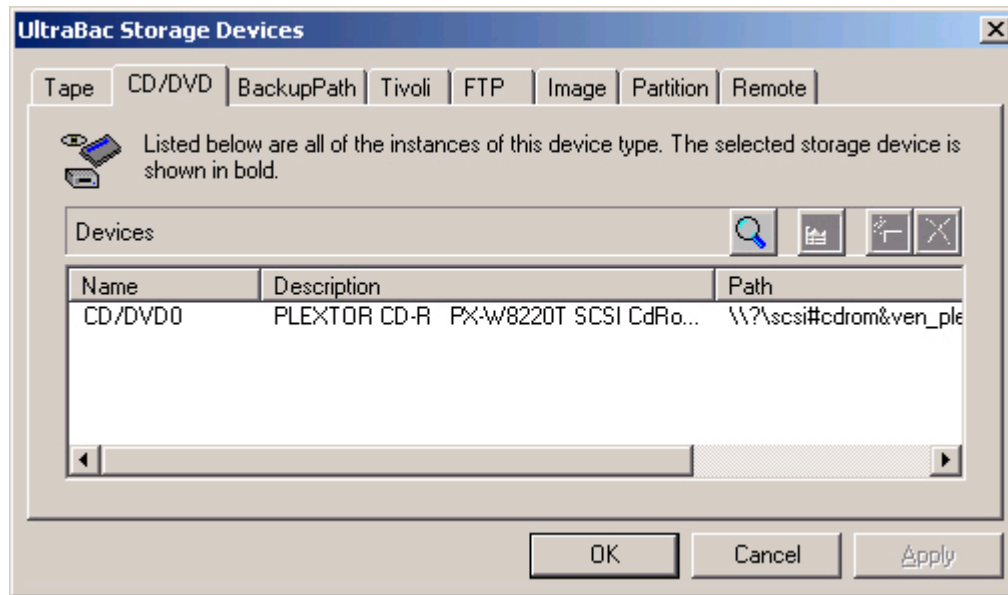 UltraBac Storage Devices
Tape CD/DVD BackupPath Tivoli FTP Image Partition Remote
Listed below are all of the instances of this device type. The selected storage device is
shown in bold.
Devices
Name Description Path
CD/DVD0 PLEXTOR CD-R PX-W8220T SCSI CdRo... \\?\scsi#cdrom&ven_ple
OK Cancel Apply